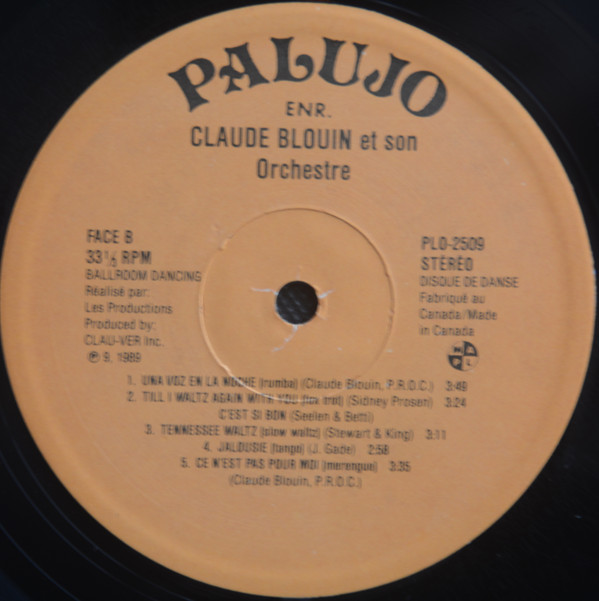 PALUJO
ENR.
CLAUDE BLOUIN et son
Orchestre
FACE B
33⅓ RPM
BALLROOM DANCING
Réalisé par:
Les Productions
Produced by:
CLAU-VER Inc.
℗ 9, 1989
PLO-2509
STÉRÉO
DISQUE DE DANSE
Fabriqué au
Canada/Made
in Canada
1. UNA VOZ EN LA NOCHE (rumba) (Claude Blouin, P.R.O.C.) 3:49
2. TILL I WALTZ AGAIN WITH YOU (fox trot) (Sidney Prosen) 3:24
C'EST SI BON (Seelen & Betti)
3. TENNESSEE WALTZ (slow waltz) (Stewart & King) 3:11
4. JALOUSIE (tango) (J. Gade) 2:58
5. CE N'EST PAS POUR MIDI (merengue) 3:35
(Claude Blouin, P.R.O.C.)